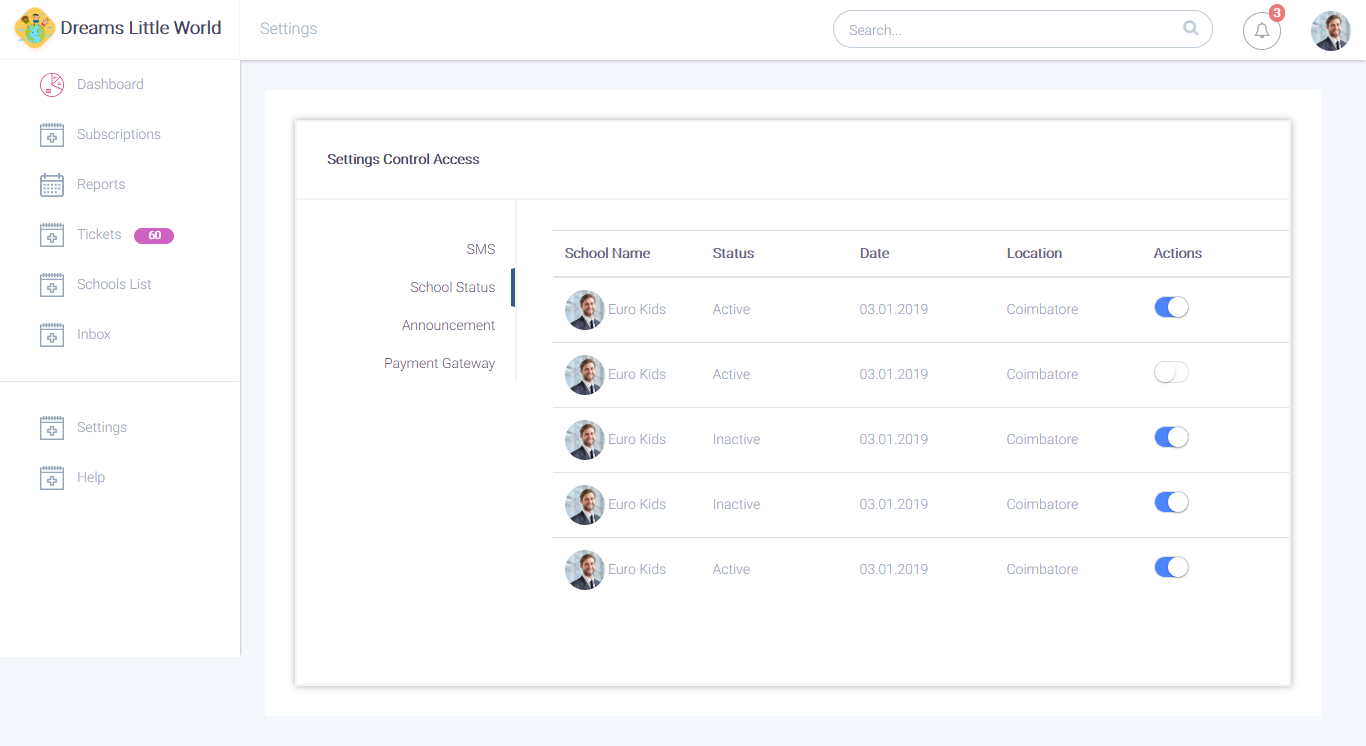 Dreams Little World
Settings
Search...
3
Dashboard
Subscriptions
Reports
Tickets 60
Schools List
Inbox
Settings
Help
Settings Control Access
SMS
School Status
Announcement
Payment Gateway
School Name Status Date Location Actions
Euro Kids Active 03.01.2019 Coimbatore
Euro Kids Active 03.01.2019 Coimbatore
Euro Kids Inactive 03.01.2019 Coimbatore
Euro Kids Inactive 03.01.2019 Coimbatore
Euro Kids Active 03.01.2019 Coimbatore